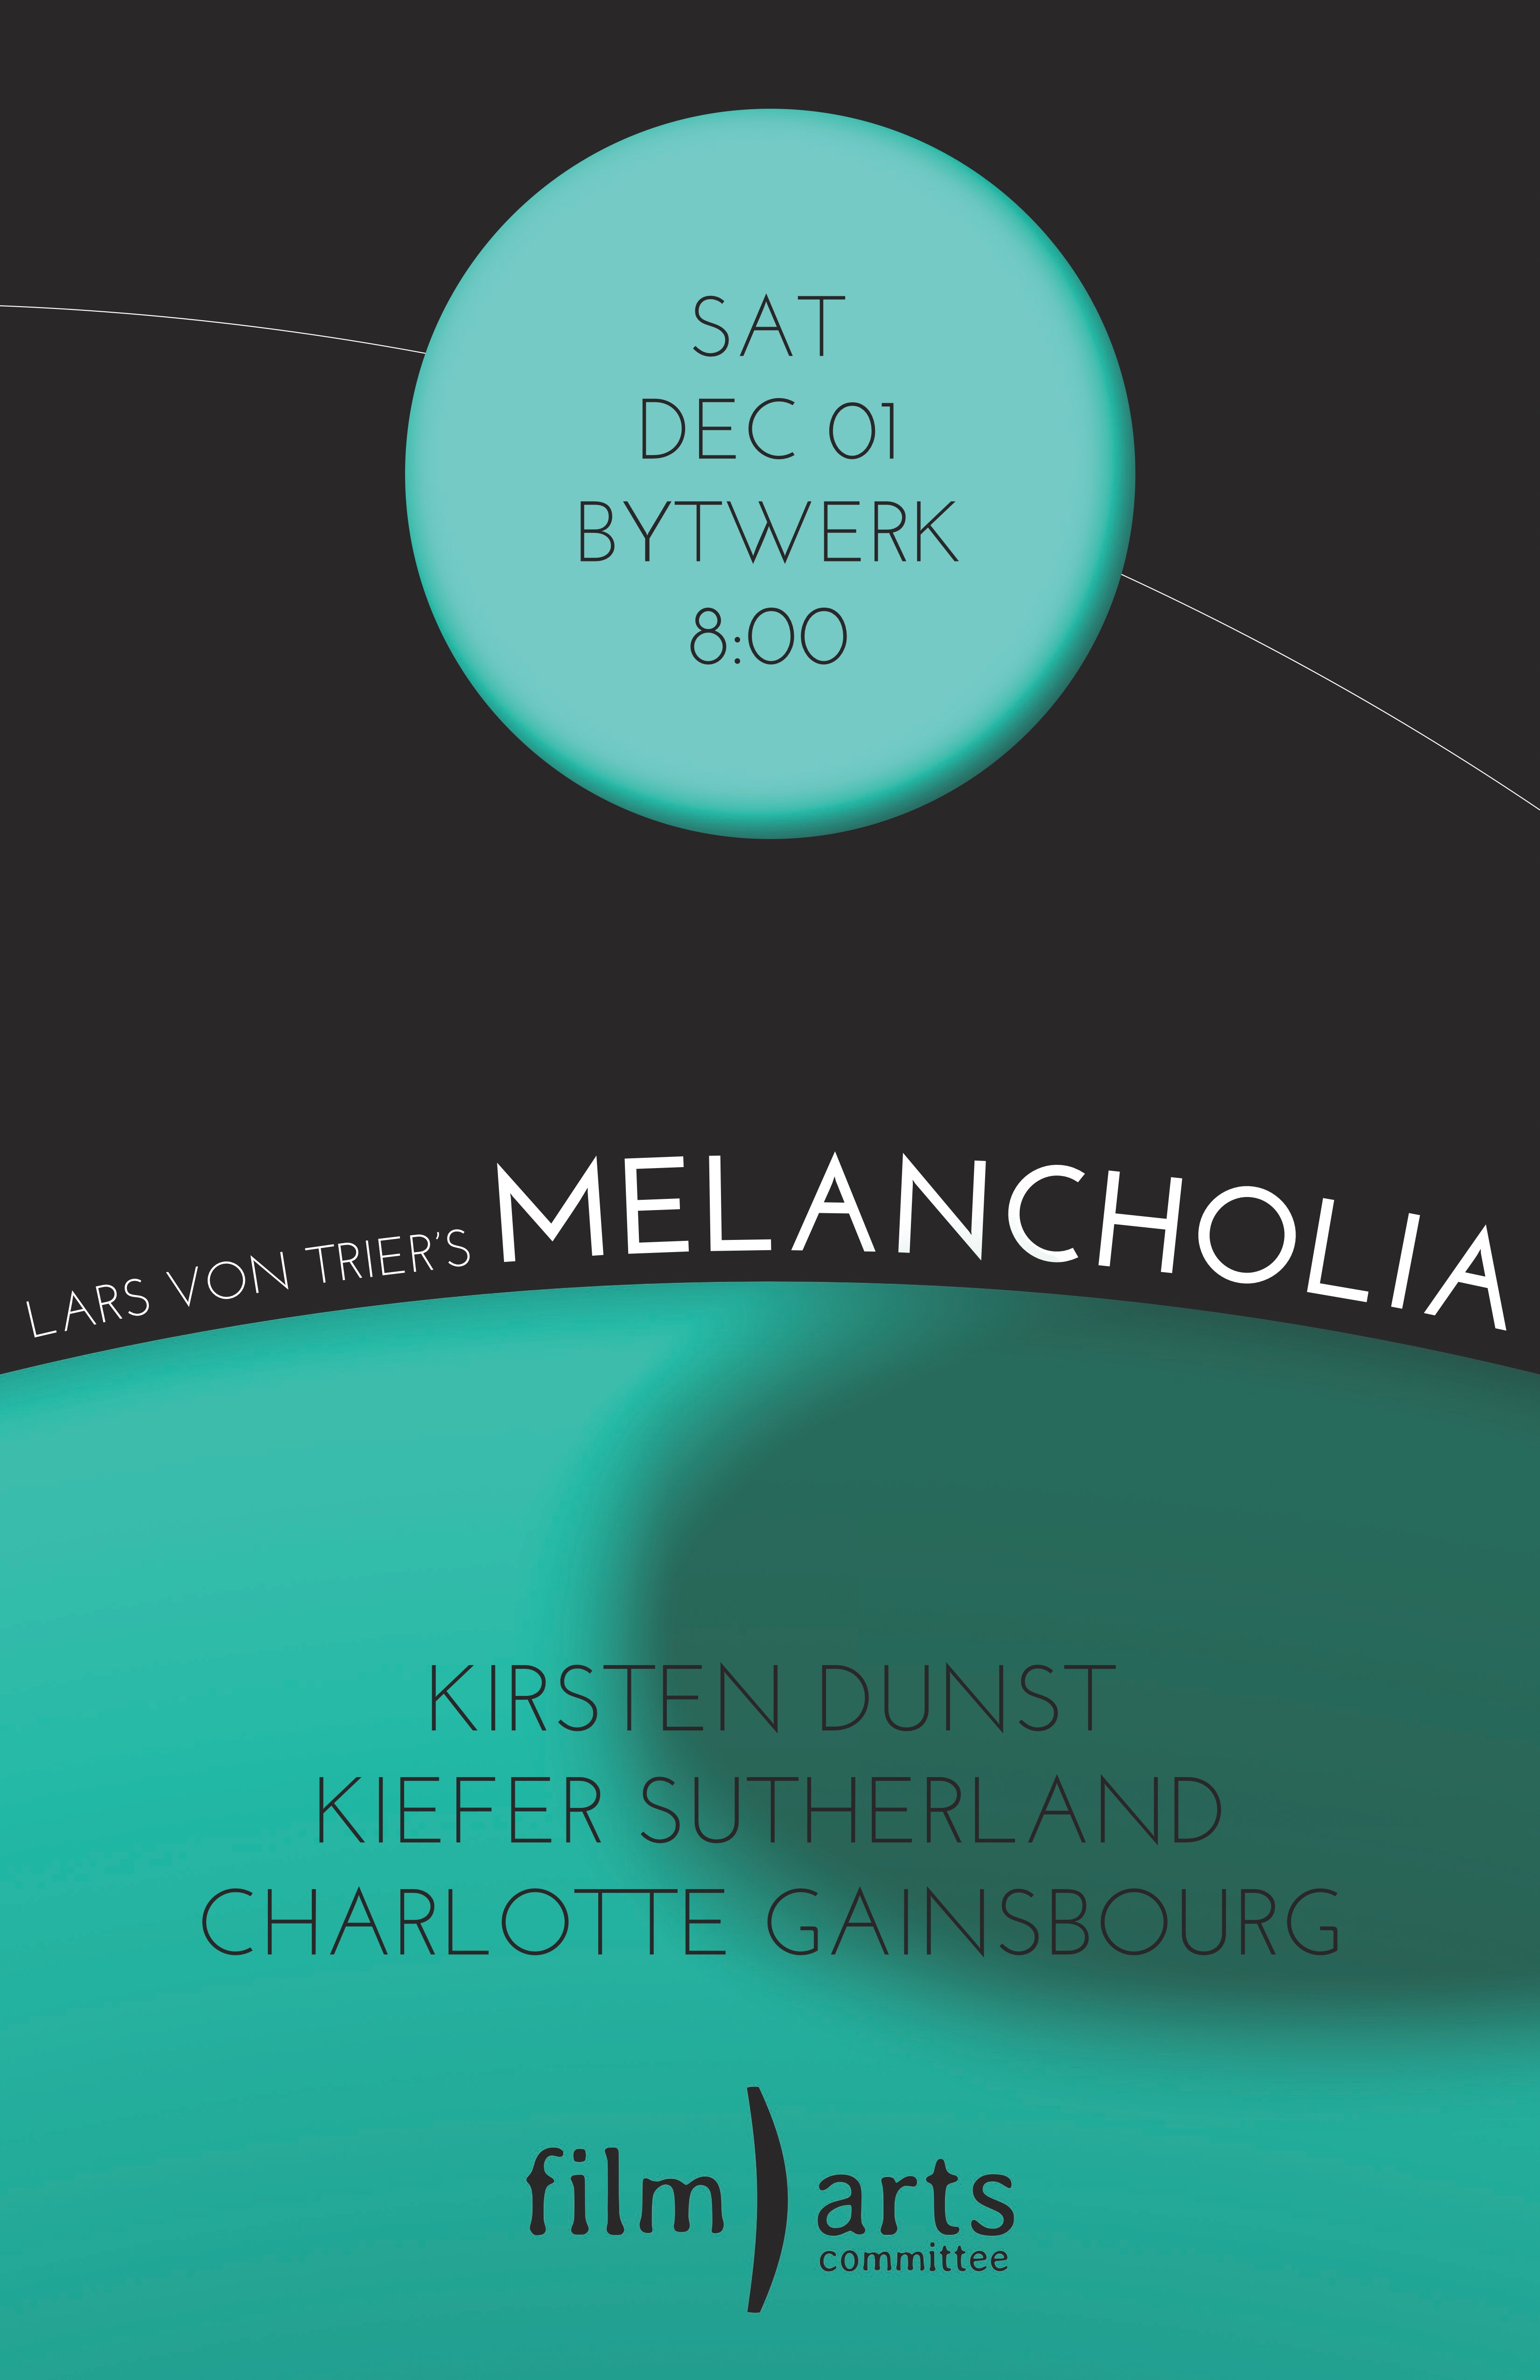 SAT
DEC 01
BYTWERK
8:00
LARS VON TRIER'S MELANCHOLIA
KIRSTEN DUNST
KIEFER SUTHERLAND
CHARLOTTE GAINSBOURG
film ) arts
committee